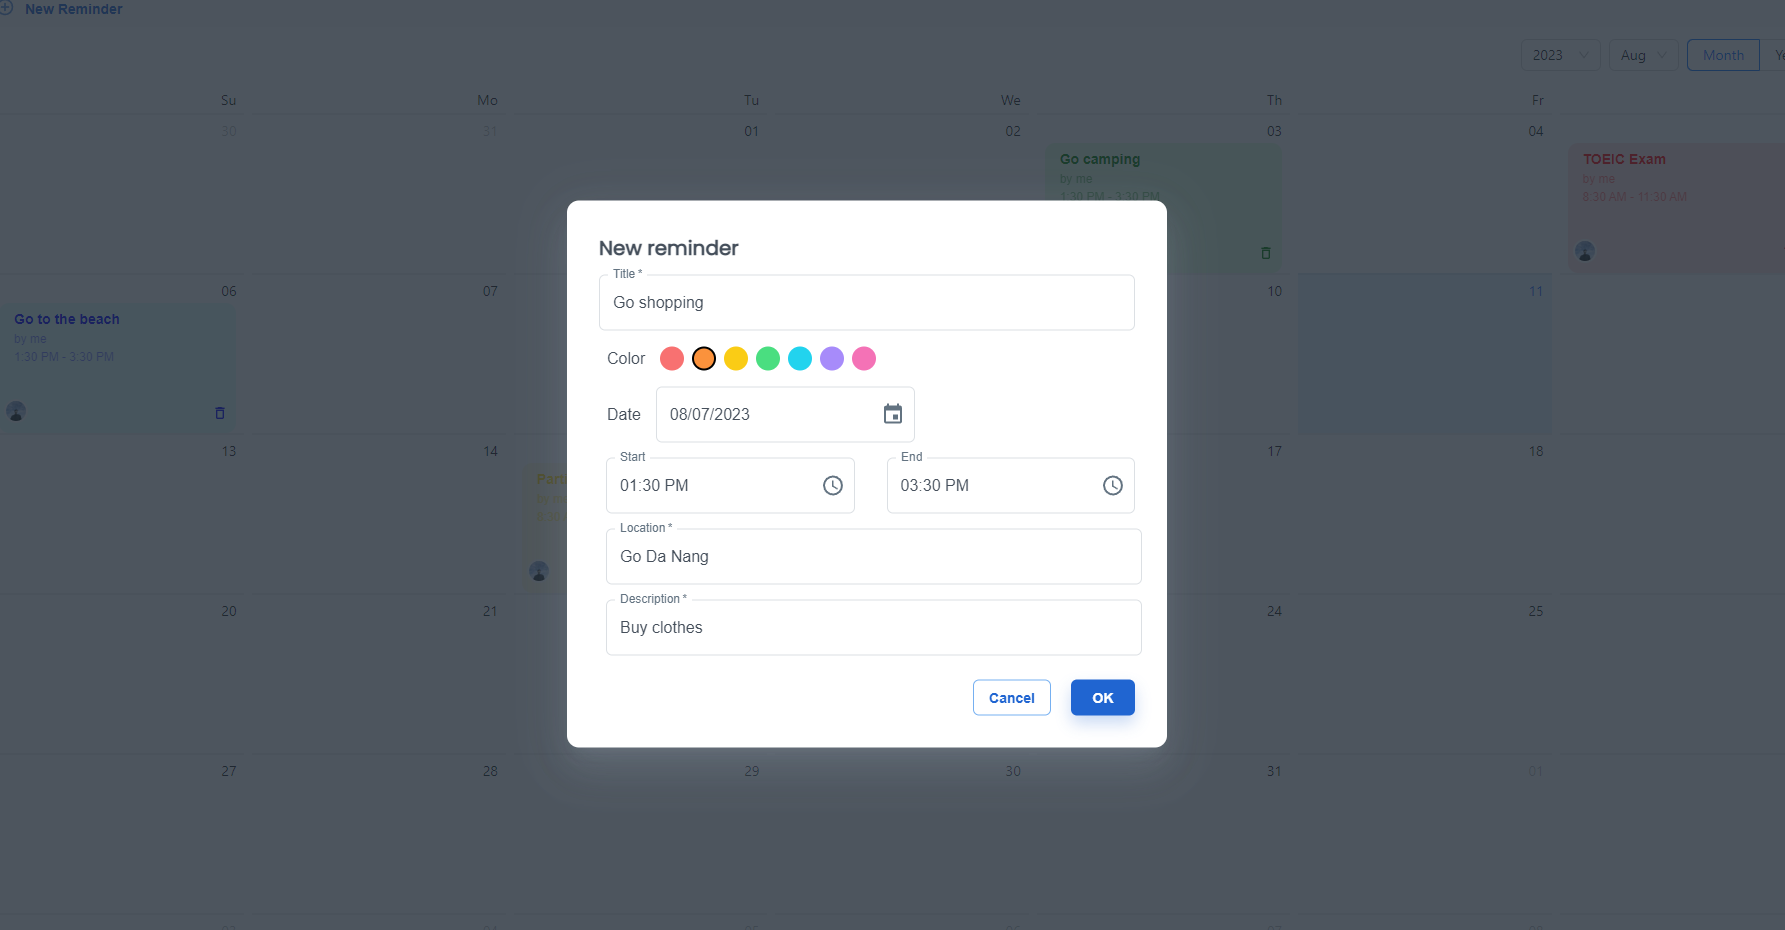 New Reminder
2023 Aug Month Ye
Su Mo Tu We Th Fr
30 31 01 02 03 04
Go camping
by me
1:30 PM - 3:30 PM
TOEIC Exam
by me
8:30 AM - 11:30 AM
New reminder
Title *
Go shopping
Color
Date 08/07/2023
Start End
01:30 PM 03:30 PM
Location *
Go Da Nang
Description *
Buy clothes
Cancel OK
06 07 10 11
Go to the beach
by me
1:30 PM - 3:30 PM
13 14 17 18
Parti
by me
20 21 24 25
27 28 29 30 31 01